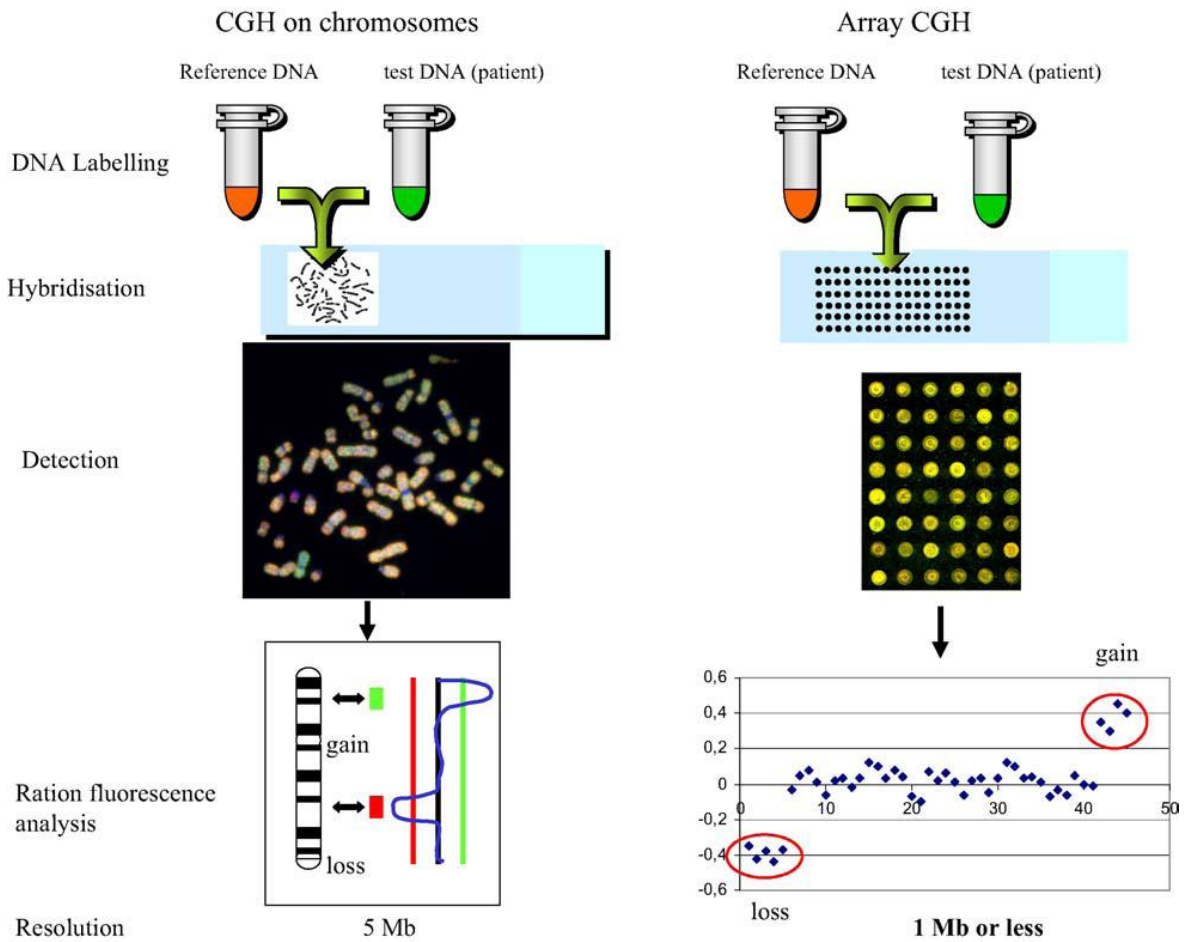 CGH on chromosomes
Array CGH
Reference DNA
test DNA (patient)
Reference DNA
test DNA (patient)
DNA Labelling
Hybridisation
Detection
gain
loss
gain
0,6
0,4
0,2
0
-0,2
-0,4
-0,6
0
10
20
30
40
50
loss
Ration fluorescence
analysis
Resolution
5 Mb
1 Mb or less